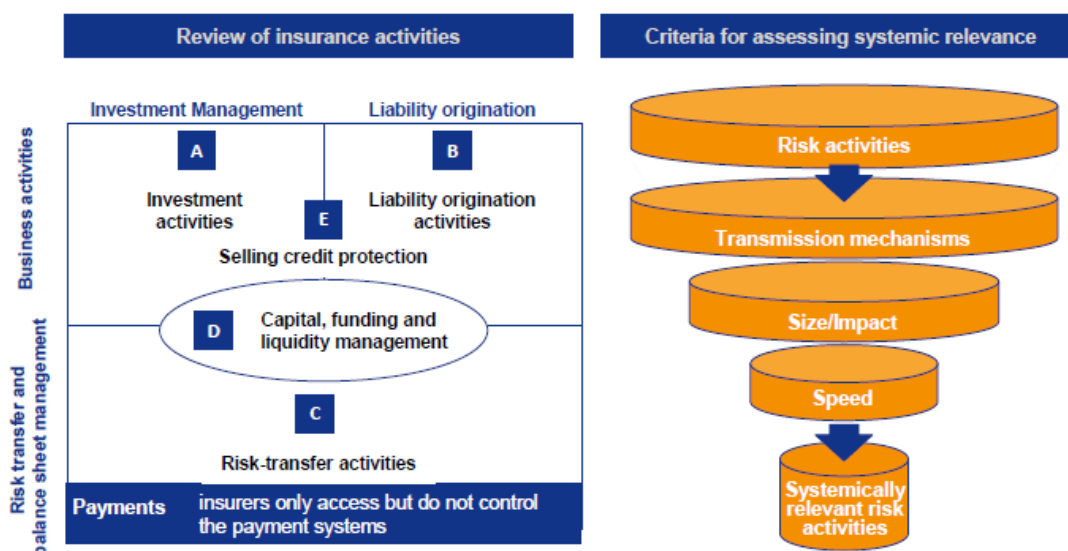 Review of insurance activities
Criteria for assessing systemic relevance
Business activities
Investment Management
Liability origination
A
B
Investment
activities
Liability origination
activities
E
Selling credit protection
D
Capital, funding and
liquidity management
Risk transfer and
balance sheet management
C
Risk-transfer activities
Payments
insurers only access but do not control
the payment systems
Risk activities
Transmission mechanisms
Size/Impact
Speed
Systemically
relevant risk
activities